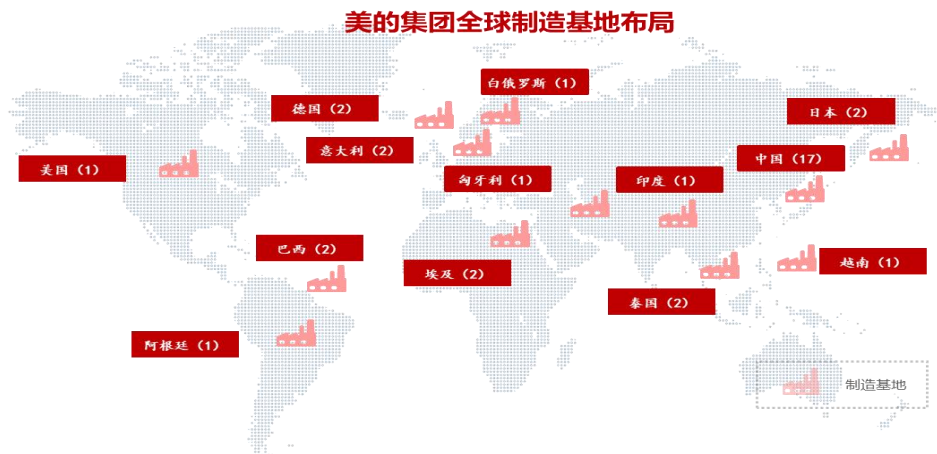 美的集团全球制造基地布局
白俄罗斯（1）
德国（2）
日本（2）
意大利（2）
中国（17）
美国（1）
匈牙利（1）
印度（1）
巴西（2）
越南（1）
埃及（2）
泰国（2）
阿根廷（1）
制造基地